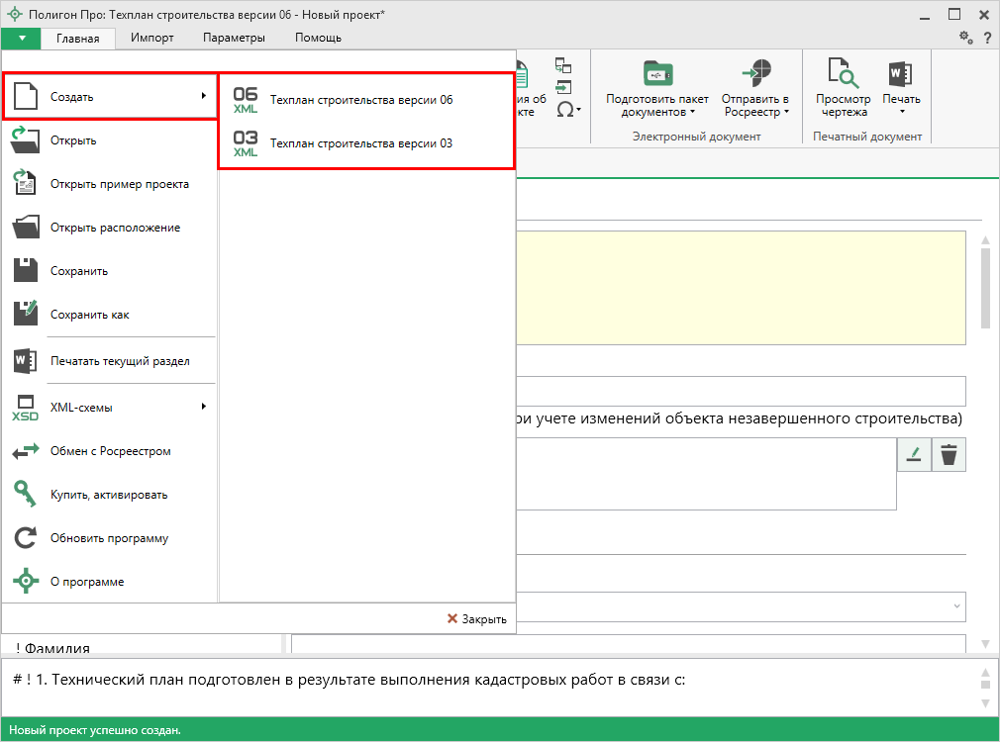 Полигон Про: Техплан строительства версии 06 - Новый проект*
Главная
Импорт
Параметры
Помощь
?
Создать
06 XML Техплан строительства версии 06
03 XML Техплан строительства версии 03
Открыть
Открыть пример проекта
Открыть расположение
Сохранить
Сохранить как
W Печатать текущий раздел
XSD XML-схемы
Обмен с Росреестром
Купить, активировать
Обновить программу
О программе
Закрыть
об
Ω
Подготовить пакет
документов
Отправить в
Росреестр
Электронный документ
Просмотр
чертежа
W
Печать
Печатный документ
учете изменений объекта незавершенного строительства)
! Фамилия
# ! 1. Технический план подготовлен в результате выполнения кадастровых работ в связи с:
Новый проект успешно создан.